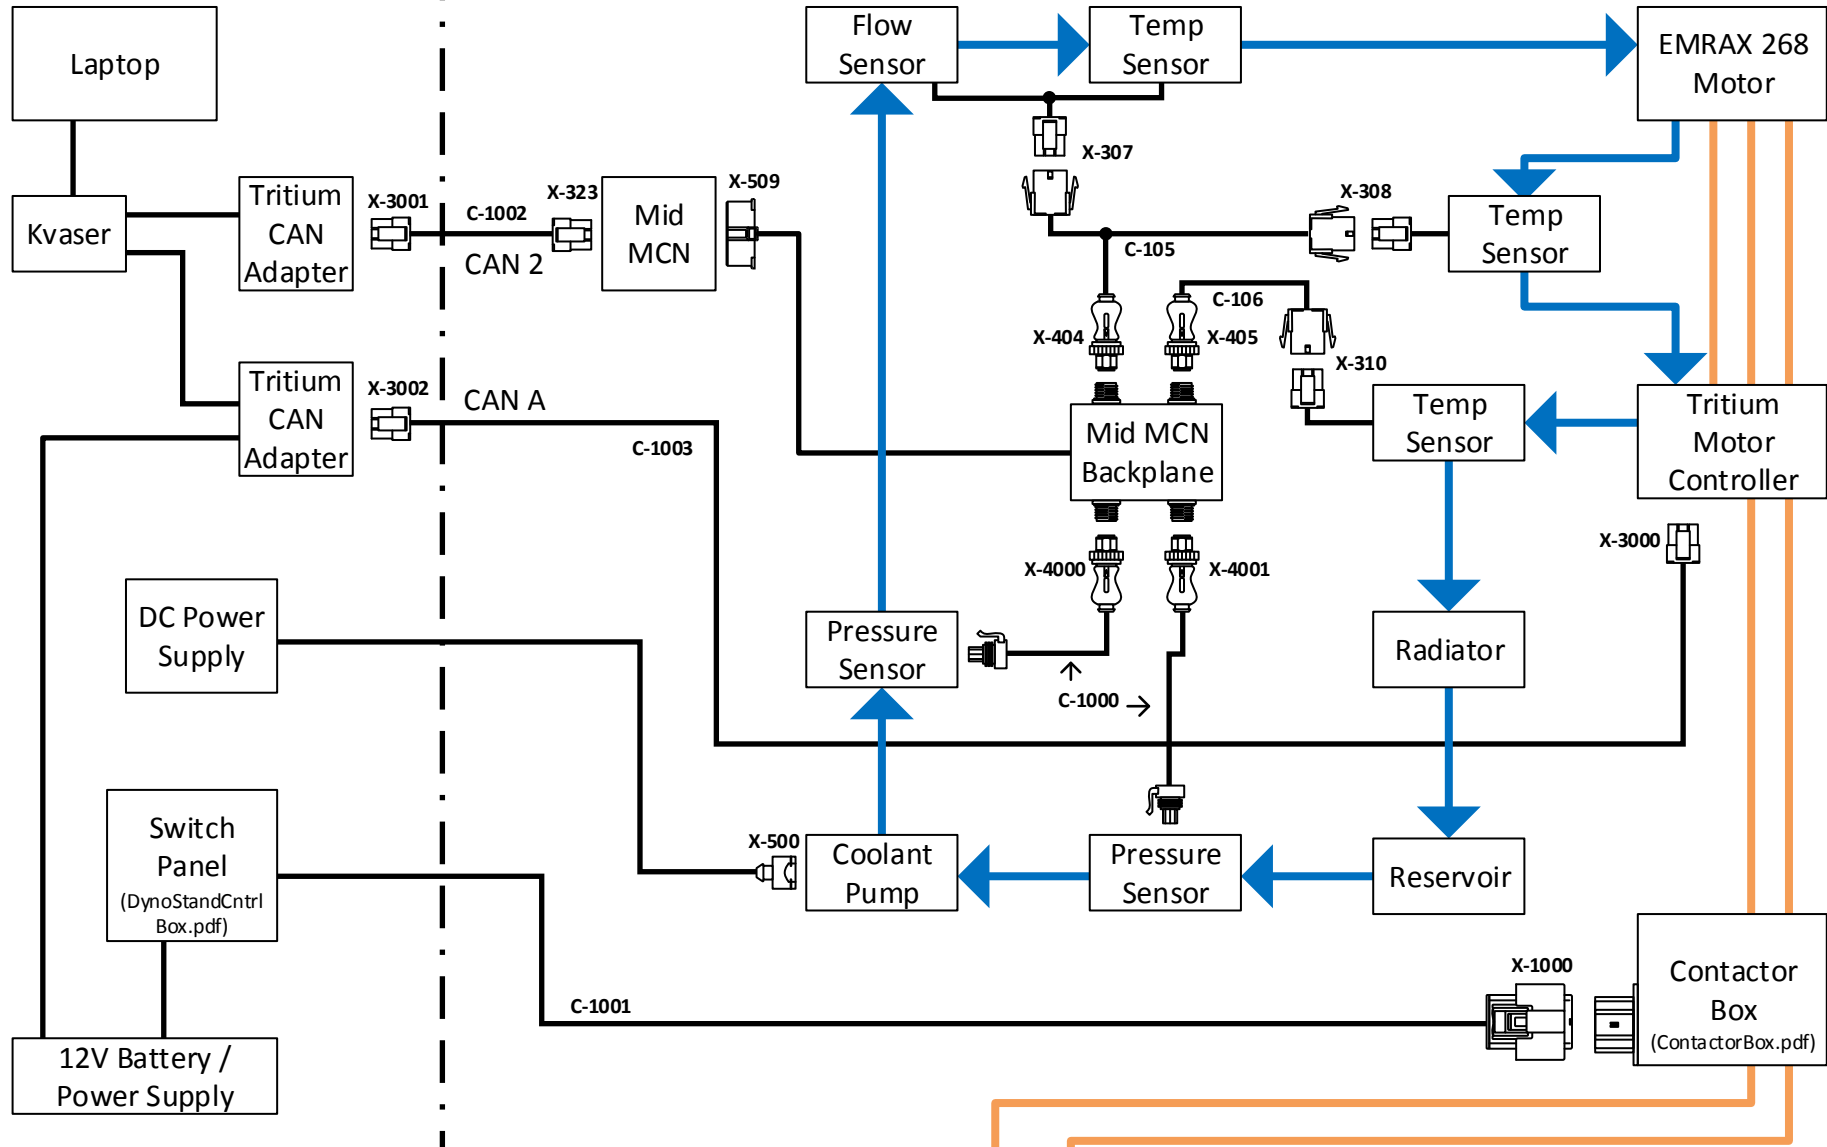 Laptop
Flow
Sensor
Temp
Sensor
EMRAX 268
Motor
X-307
Kvaser
Tritium
CAN
Adapter
X-3001
C-1002
CAN 2
X-323
Mid
MCN
X-509
X-308
Temp
Sensor
C-105
C-106
X-404
X-405
X-310
Tritium
CAN
Adapter
X-3002
CAN A
C-1003
Mid MCN
Backplane
Temp
Sensor
Tritium
Motor
Controller
X-3000
X-4000
X-4001
DC Power
Supply
Pressure
Sensor
C-1000
Radiator
Switch
Panel
(DynoStandCntrl
Box.pdf)
X-500
Coolant
Pump
Pressure
Sensor
Reservoir
X-1000
Contactor
Box
(ContactorBox.pdf)
C-1001
12V Battery /
Power Supply